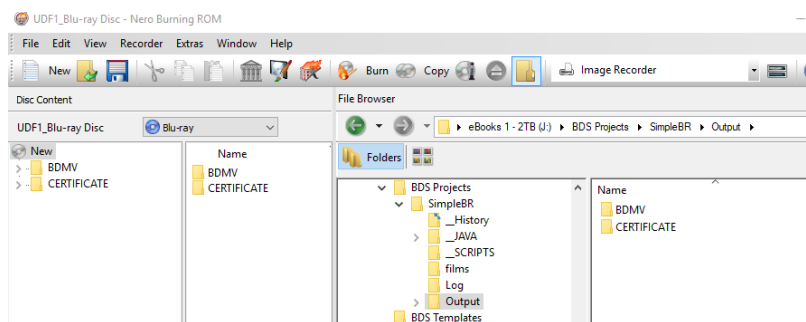 UDF1_Blu-ray Disc - Nero Burning ROM
File Edit View Recorder Extras Window Help
New Burn Copy Image Recorder
Disc Content
File Browser
UDF1_Blu-ray Disc Blu-ray
eBooks 1 - 2TB (J:) BDS Projects SimpleBR Output
New
BDMV
CERTIFICATE
Name
BDMV
CERTIFICATE
Folders
BDS Projects
SimpleBR
__History
__JAVA
__SCRIPTS
films
Log
Output
BDS Templates
Name
BDMV
CERTIFICATE